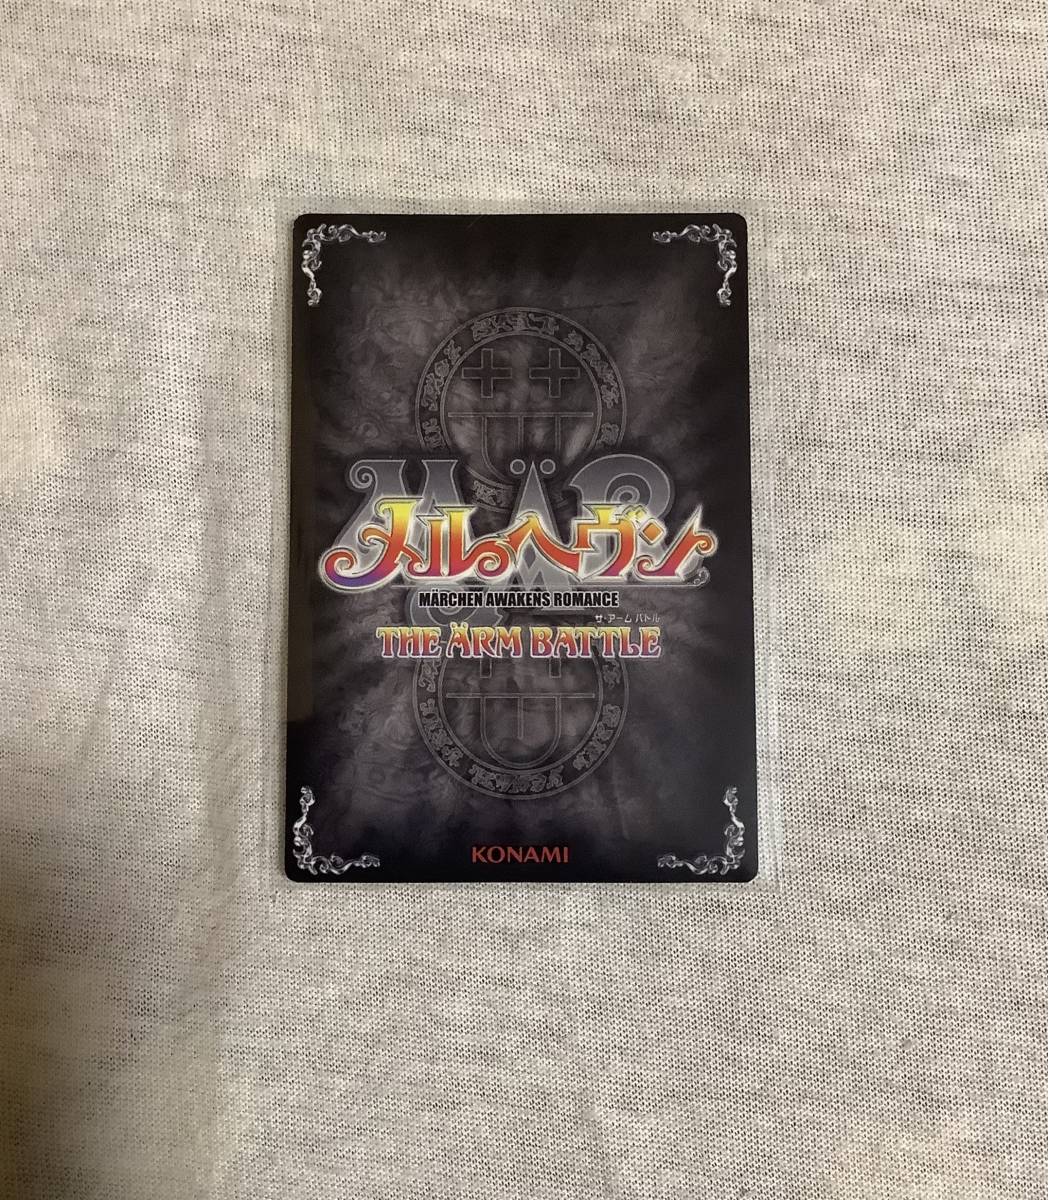 MÄR
メルヘヴン
MÄRCHEN AWAKENS ROMANCE
ザ・アーム バトル
THE ÄRM BATTLE
KONAMI